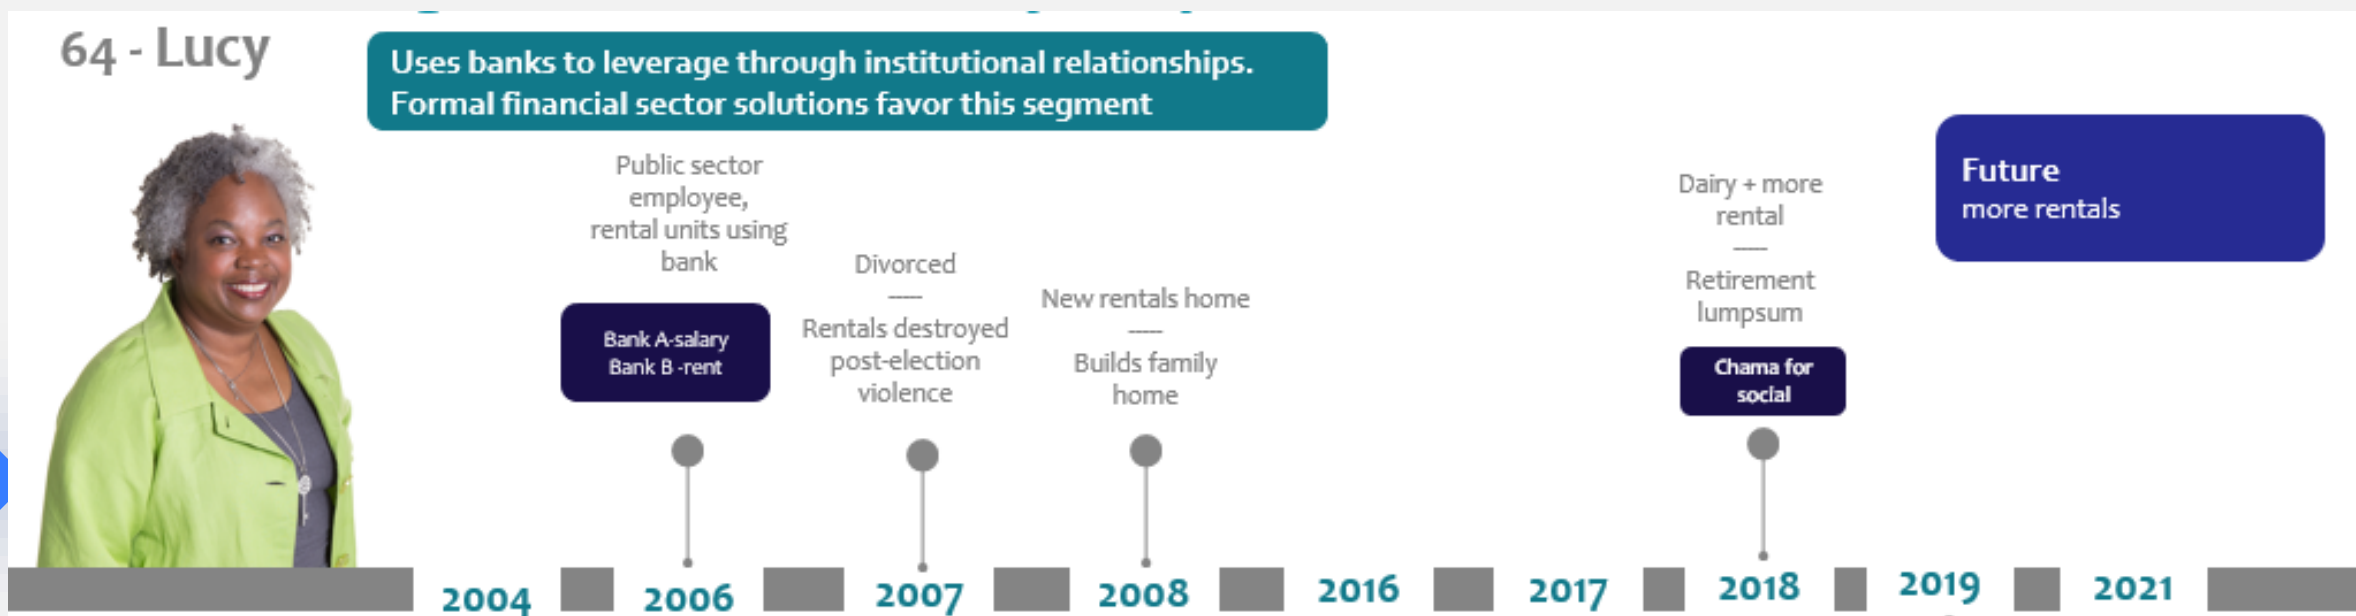 64 - Lucy
Uses banks to leverage through institutional relationships.
Formal financial sector solutions favor this segment
Public sector
employee,
rental units using
bank
Bank A-salary
Bank B -rent
Divorced
----
Rentals destroyed
post-election
violence
New rentals home
----
Builds family
home
Dairy + more
rental
----
Retirement
lumpsum
Chama for
social
Future
more rentals
2004
2006
2007
2008
2016
2017
2018
2019
2021